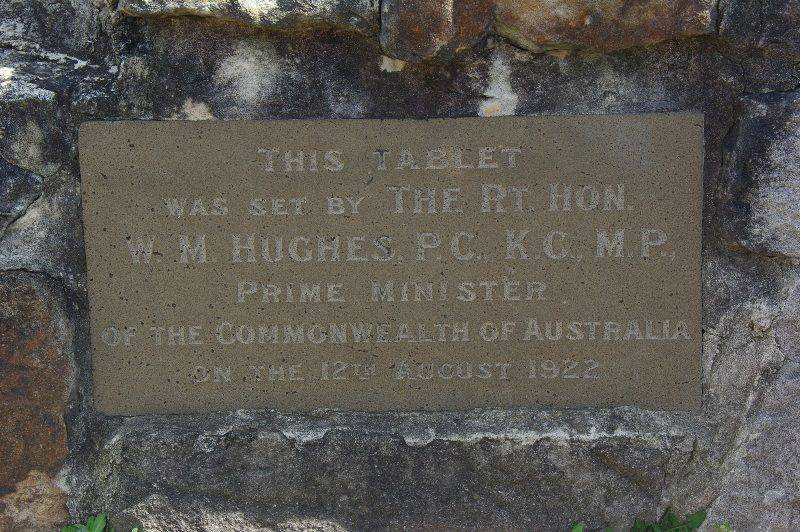 THIS TABLET
WAS SET BY THE RT. HON.
W. M. HUGHES, P.C., K.C., M.P.,
PRIME MINISTER
OF THE COMMONWEALTH OF AUSTRALIA
ON THE 12TH AUGUST 1922